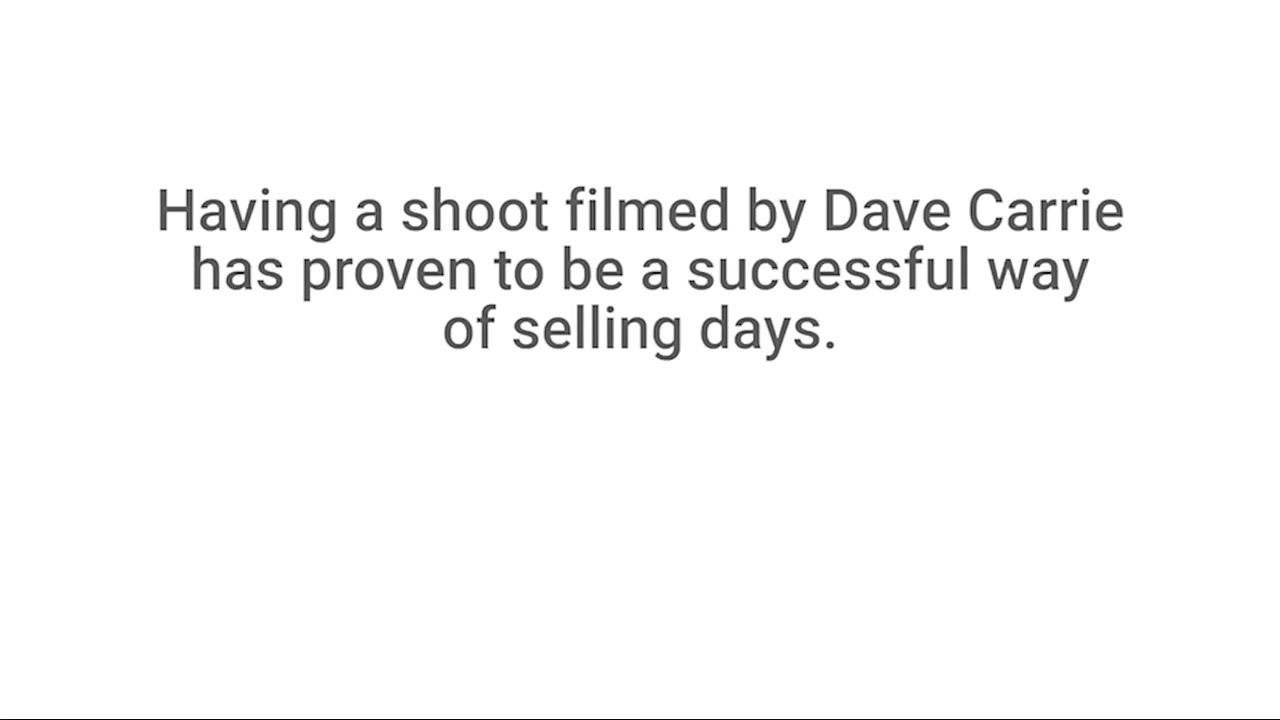 Having a shoot filmed by Dave Carrie
has proven to be a successful way
of selling days.